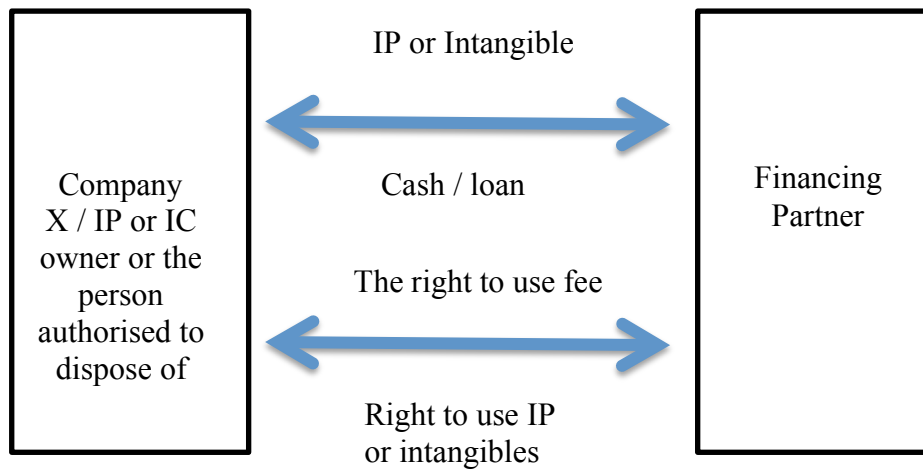 Company
X / IP or IC
owner or the
person
authorised to
dispose of
IP or Intangible
Cash / loan
The right to use fee
Right to use IP
or intangibles
Financing
Partner